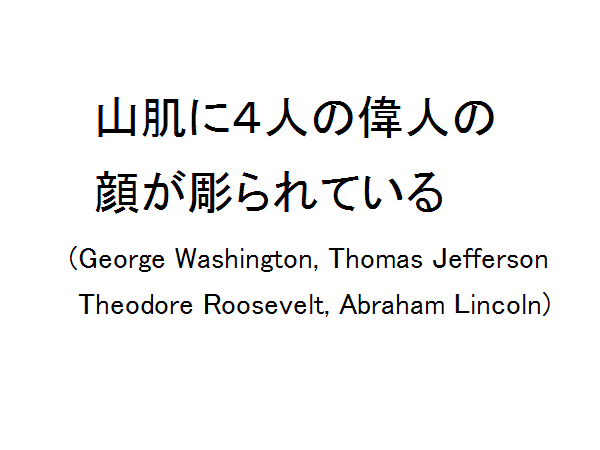 山肌に４人の偉人の
顔が彫られている
(George Washington, Thomas Jefferson
Theodore Roosevelt, Abraham Lincoln)